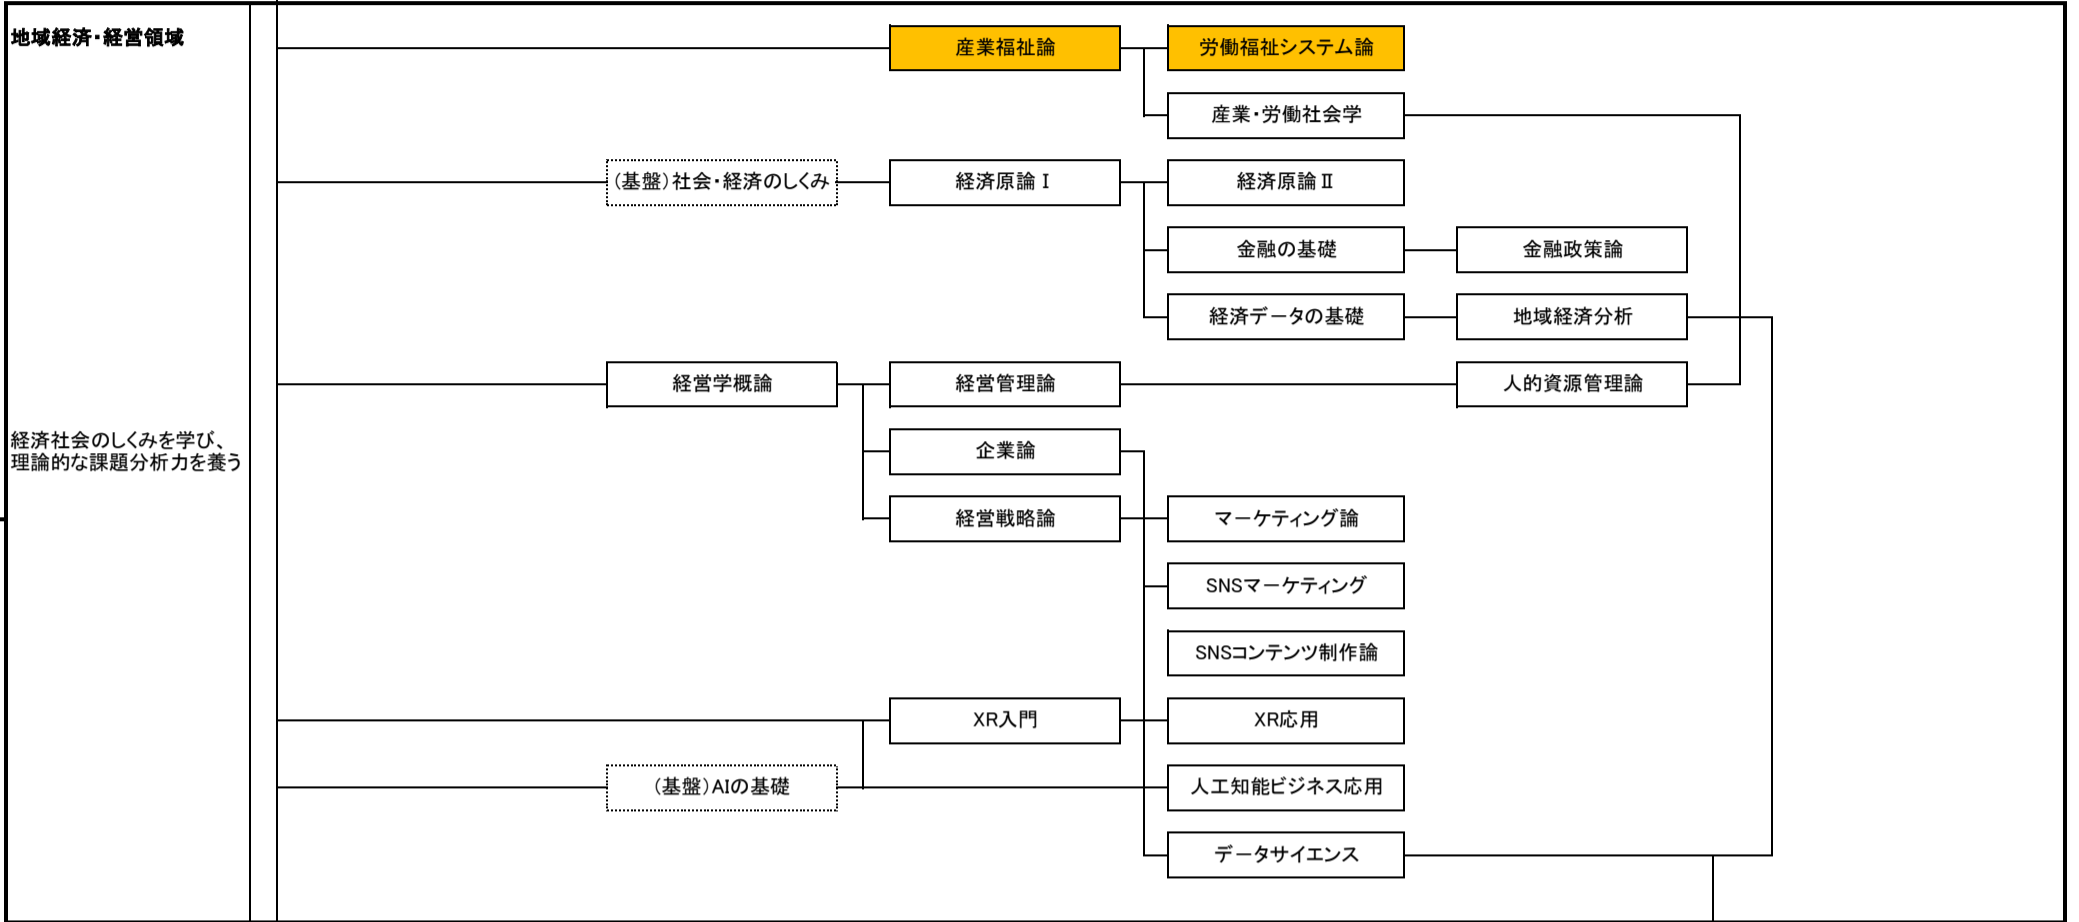 地域経済・経営領域
産業福祉論
労働福祉システム論
産業・労働社会学
(基盤)社会・経済のしくみ
経済原論Ⅰ
経済原論Ⅱ
金融の基礎
金融政策論
経済データの基礎
地域経済分析
経営学概論
経営管理論
人的資源管理論
経済社会のしくみを学び、
理論的な課題分析力を養う
企業論
経営戦略論
マーケティング論
SNSマーケティング
SNSコンテンツ制作論
XR入門
XR応用
(基盤)AIの基礎
人工知能ビジネス応用
データサイエンス